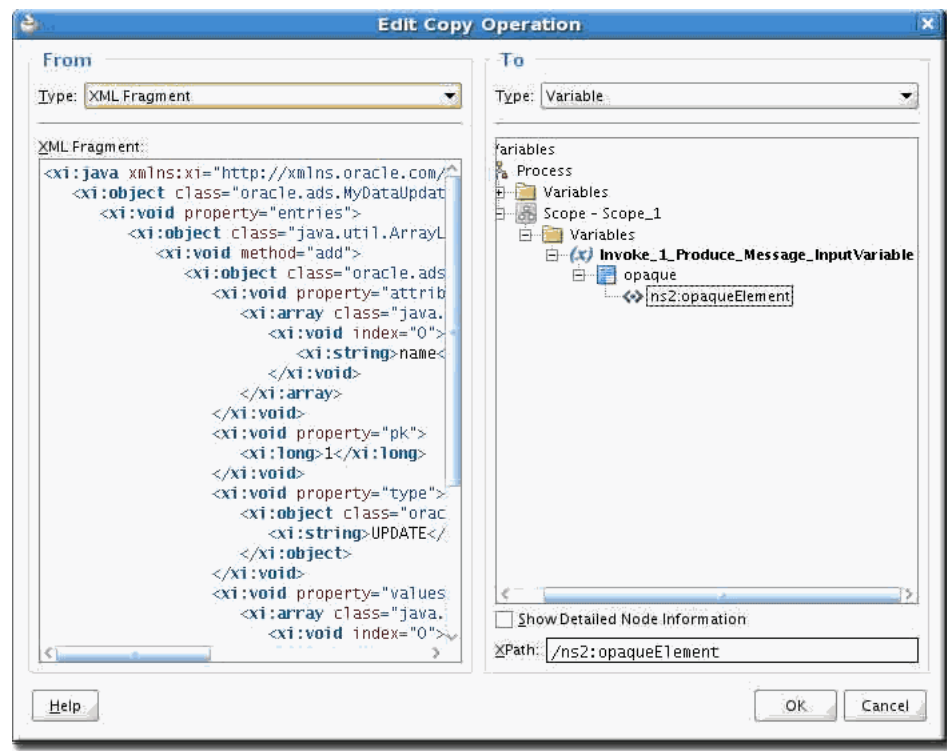 Edit Copy Operation
From
Type: XML Fragment
XML Fragment:
<xi:java xmlns:xi="http://xmlns.oracle.com/
<xi:object class="oracle.ads.MyDataUpdat
<xi:void property="entries">
<xi:object class="java.util.ArrayL
<xi:void method="add">
<xi:object class="oracle.ads
<xi:void property="attrib
<xi:array class="java.
<xi:void index="0">
<xi:string>name<
</xi:void>
</xi:array>
</xi:void>
<xi:void property="pk">
<xi:long>1</xi:long>
</xi:void>
<xi:void property="type">
<xi:object class="orac
<xi:string>UPDATE</
</xi:object>
</xi:void>
<xi:void property="values
<xi:array class="java.
<xi:void index="0">
To
Type: Variable
Variables
Process
Variables
Scope - Scope_1
Variables
(x) Invoke_1_Produce_Message_InputVariable
opaque
<> ns2:opaqueElement
Show Detailed Node Information
XPath: /ns2:opaqueElement
Help
OK
Cancel